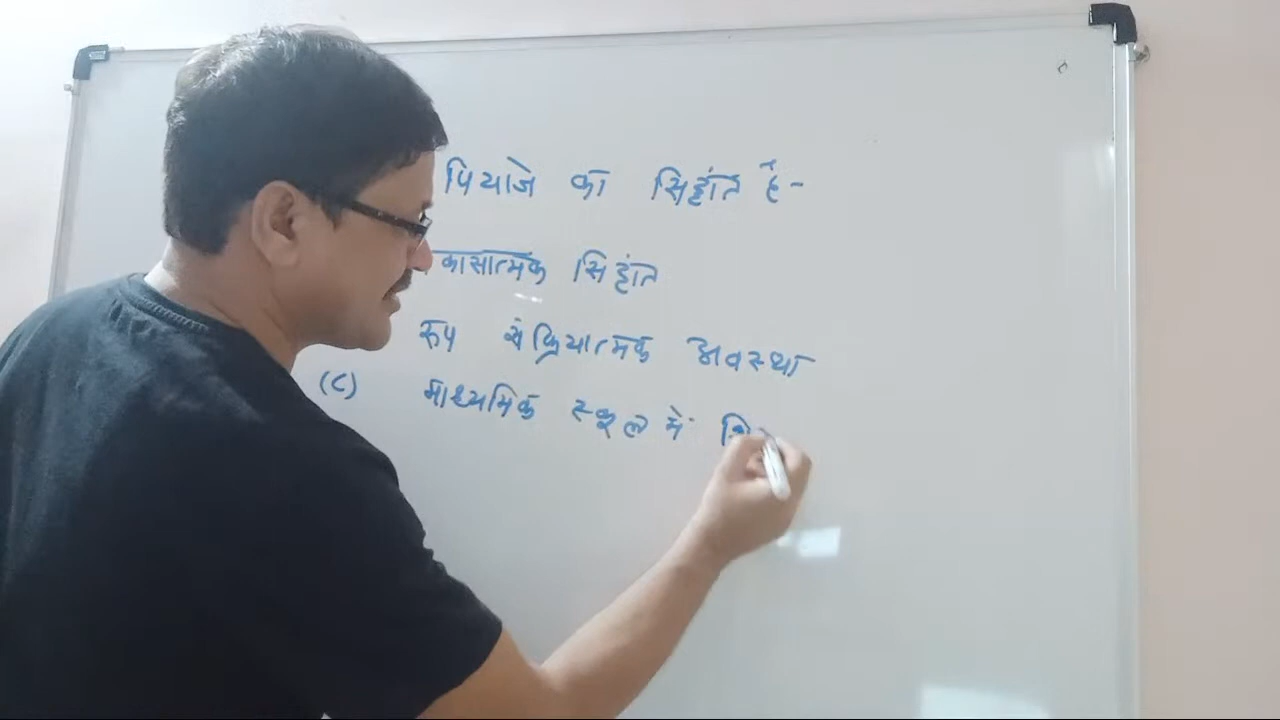 पियाजे का सिद्धांत है-
कासात्मक सिद्धांत
रूप संक्रियात्मक अवस्था
(C) माध्यमिक स्कूल में